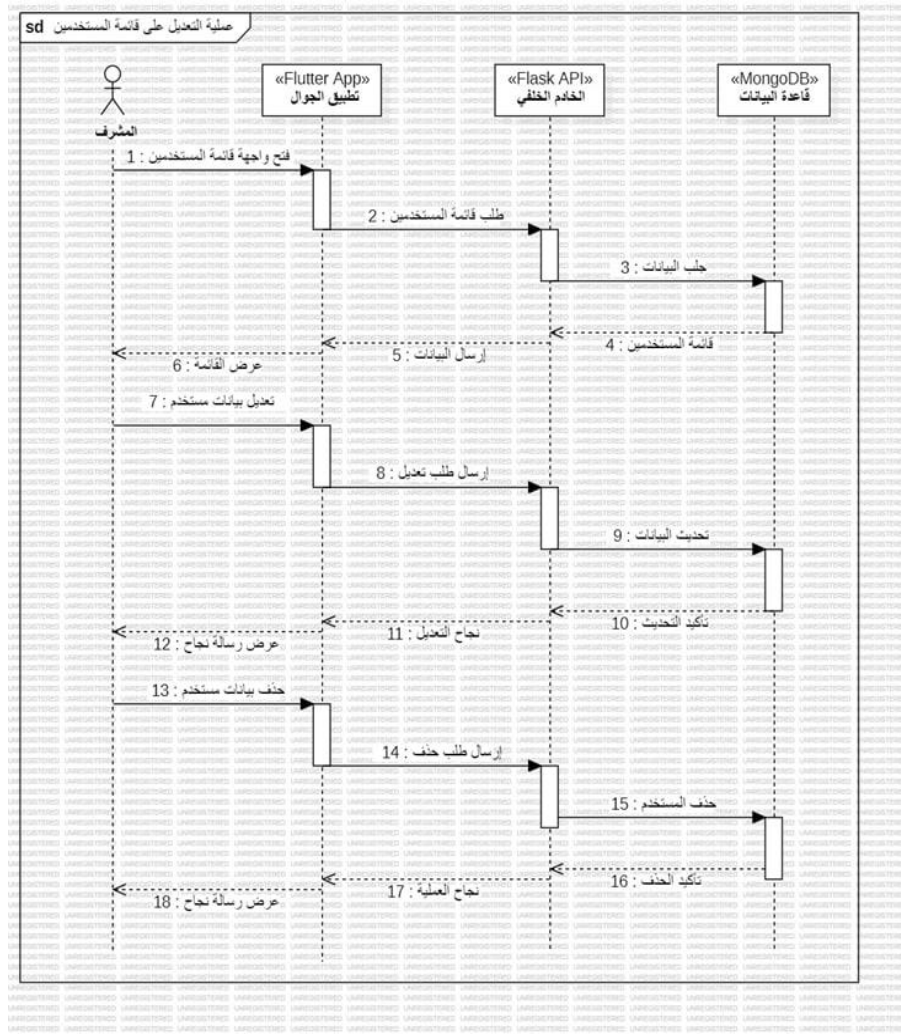 sd عملية التعديل على قائمة المستخدمين
«Flutter App»
تطبيق الجوال
«Flask API»
الخادم الخلفي
«MongoDB»
قاعدة البيانات
المشرف
1 : فتح واجهة قائمة المستخدمين
2 : طلب قائمة المستخدمين
3 : جلب البيانات
4 : قائمة المستخدمين
5 : إرسال البيانات
6 : عرض القائمة
7 : تعديل بيانات مستخدم
8 : إرسال طلب تعديل
9 : تحديث البيانات
10 : تأكيد التحديث
11 : نجاح التعديل
12 : عرض رسالة نجاح
13 : حذف بيانات مستخدم
14 : إرسال طلب حذف
15 : حذف المستخدم
16 : تأكيد الحذف
17 : نجاح العملية
18 : عرض رسالة نجاح